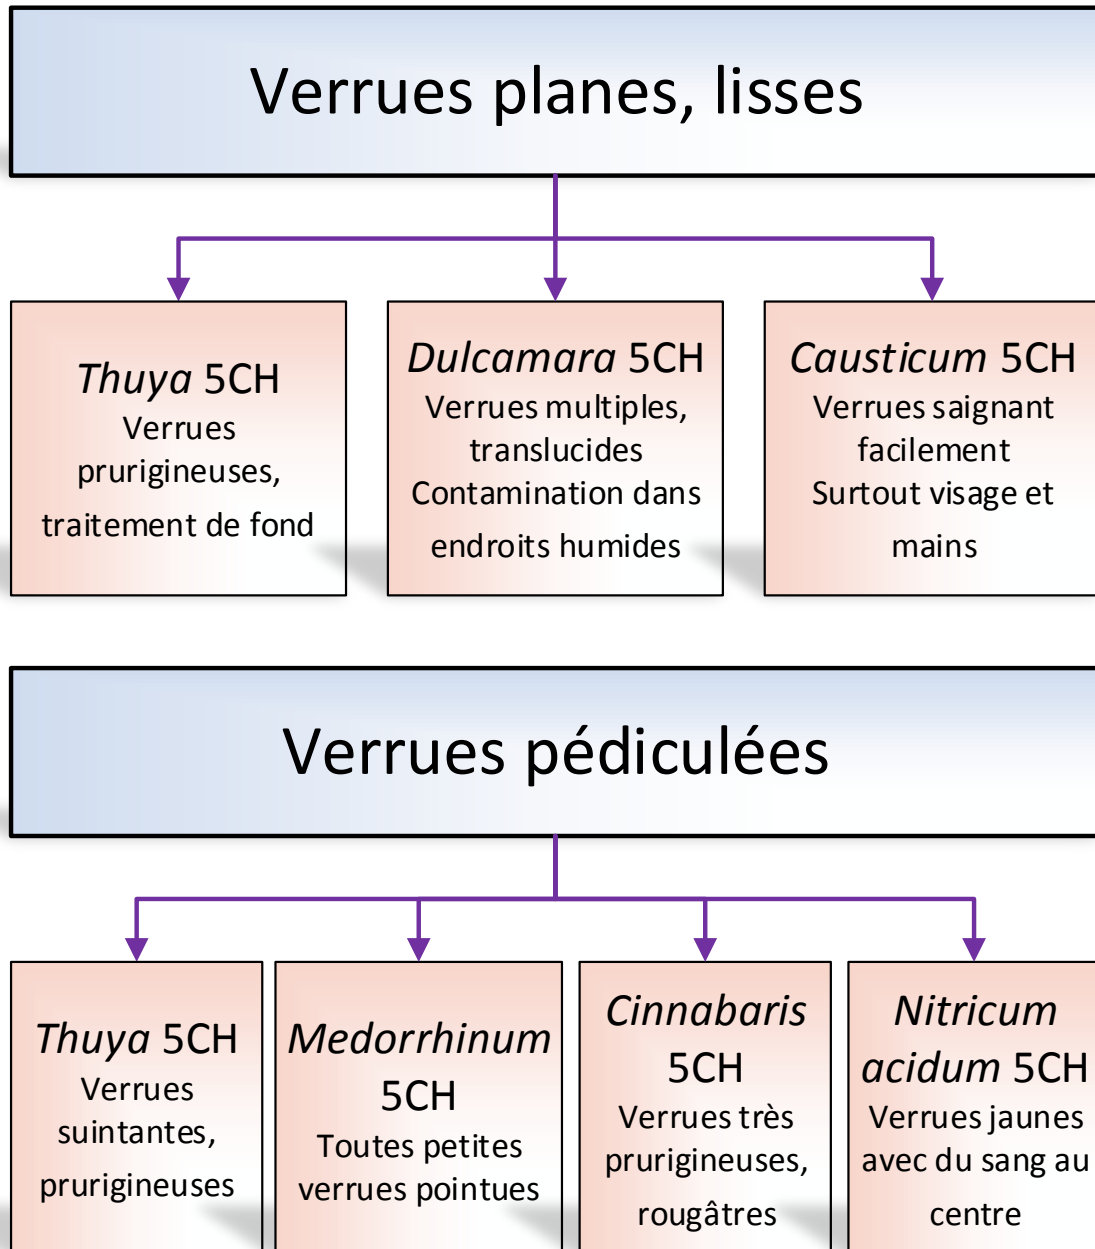 Verrues planes, lisses
Thuya 5CH
Verrues
prurigineuses,
traitement de fond
Dulcamara 5CH
Verrues multiples,
translucides
Contamination dans
endroits humides
Causticum 5CH
Verrues saignant
facilement
Surtout visage et
mains
Verrues pédiculées
Thuya 5CH
Verrues
suintantes,
prurigineuses
Medorrhinum
5CH
Toutes petites
verrues pointues
Cinnabaris
5CH
Verrues très
prurigineuses,
rougâtres
Nitricum
acidum 5CH
Verrues jaunes
avec du sang au
centre